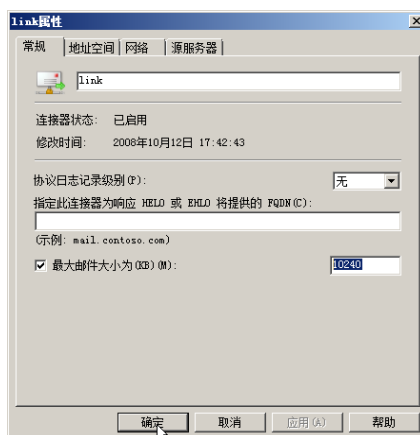 link属性
常规 地址空间 网络 源服务器
link
连接器状态: 已启用
修改时间: 2008年10月12日 17:42:43
协议日志记录级别(P): 无
指定此连接器为响应 HELO 或 EHLO 将提供的 FQDN(C):
(示例: mail.contoso.com)
最大邮件大小为(KB)(M): 10240
确定 取消 应用(A) 帮助